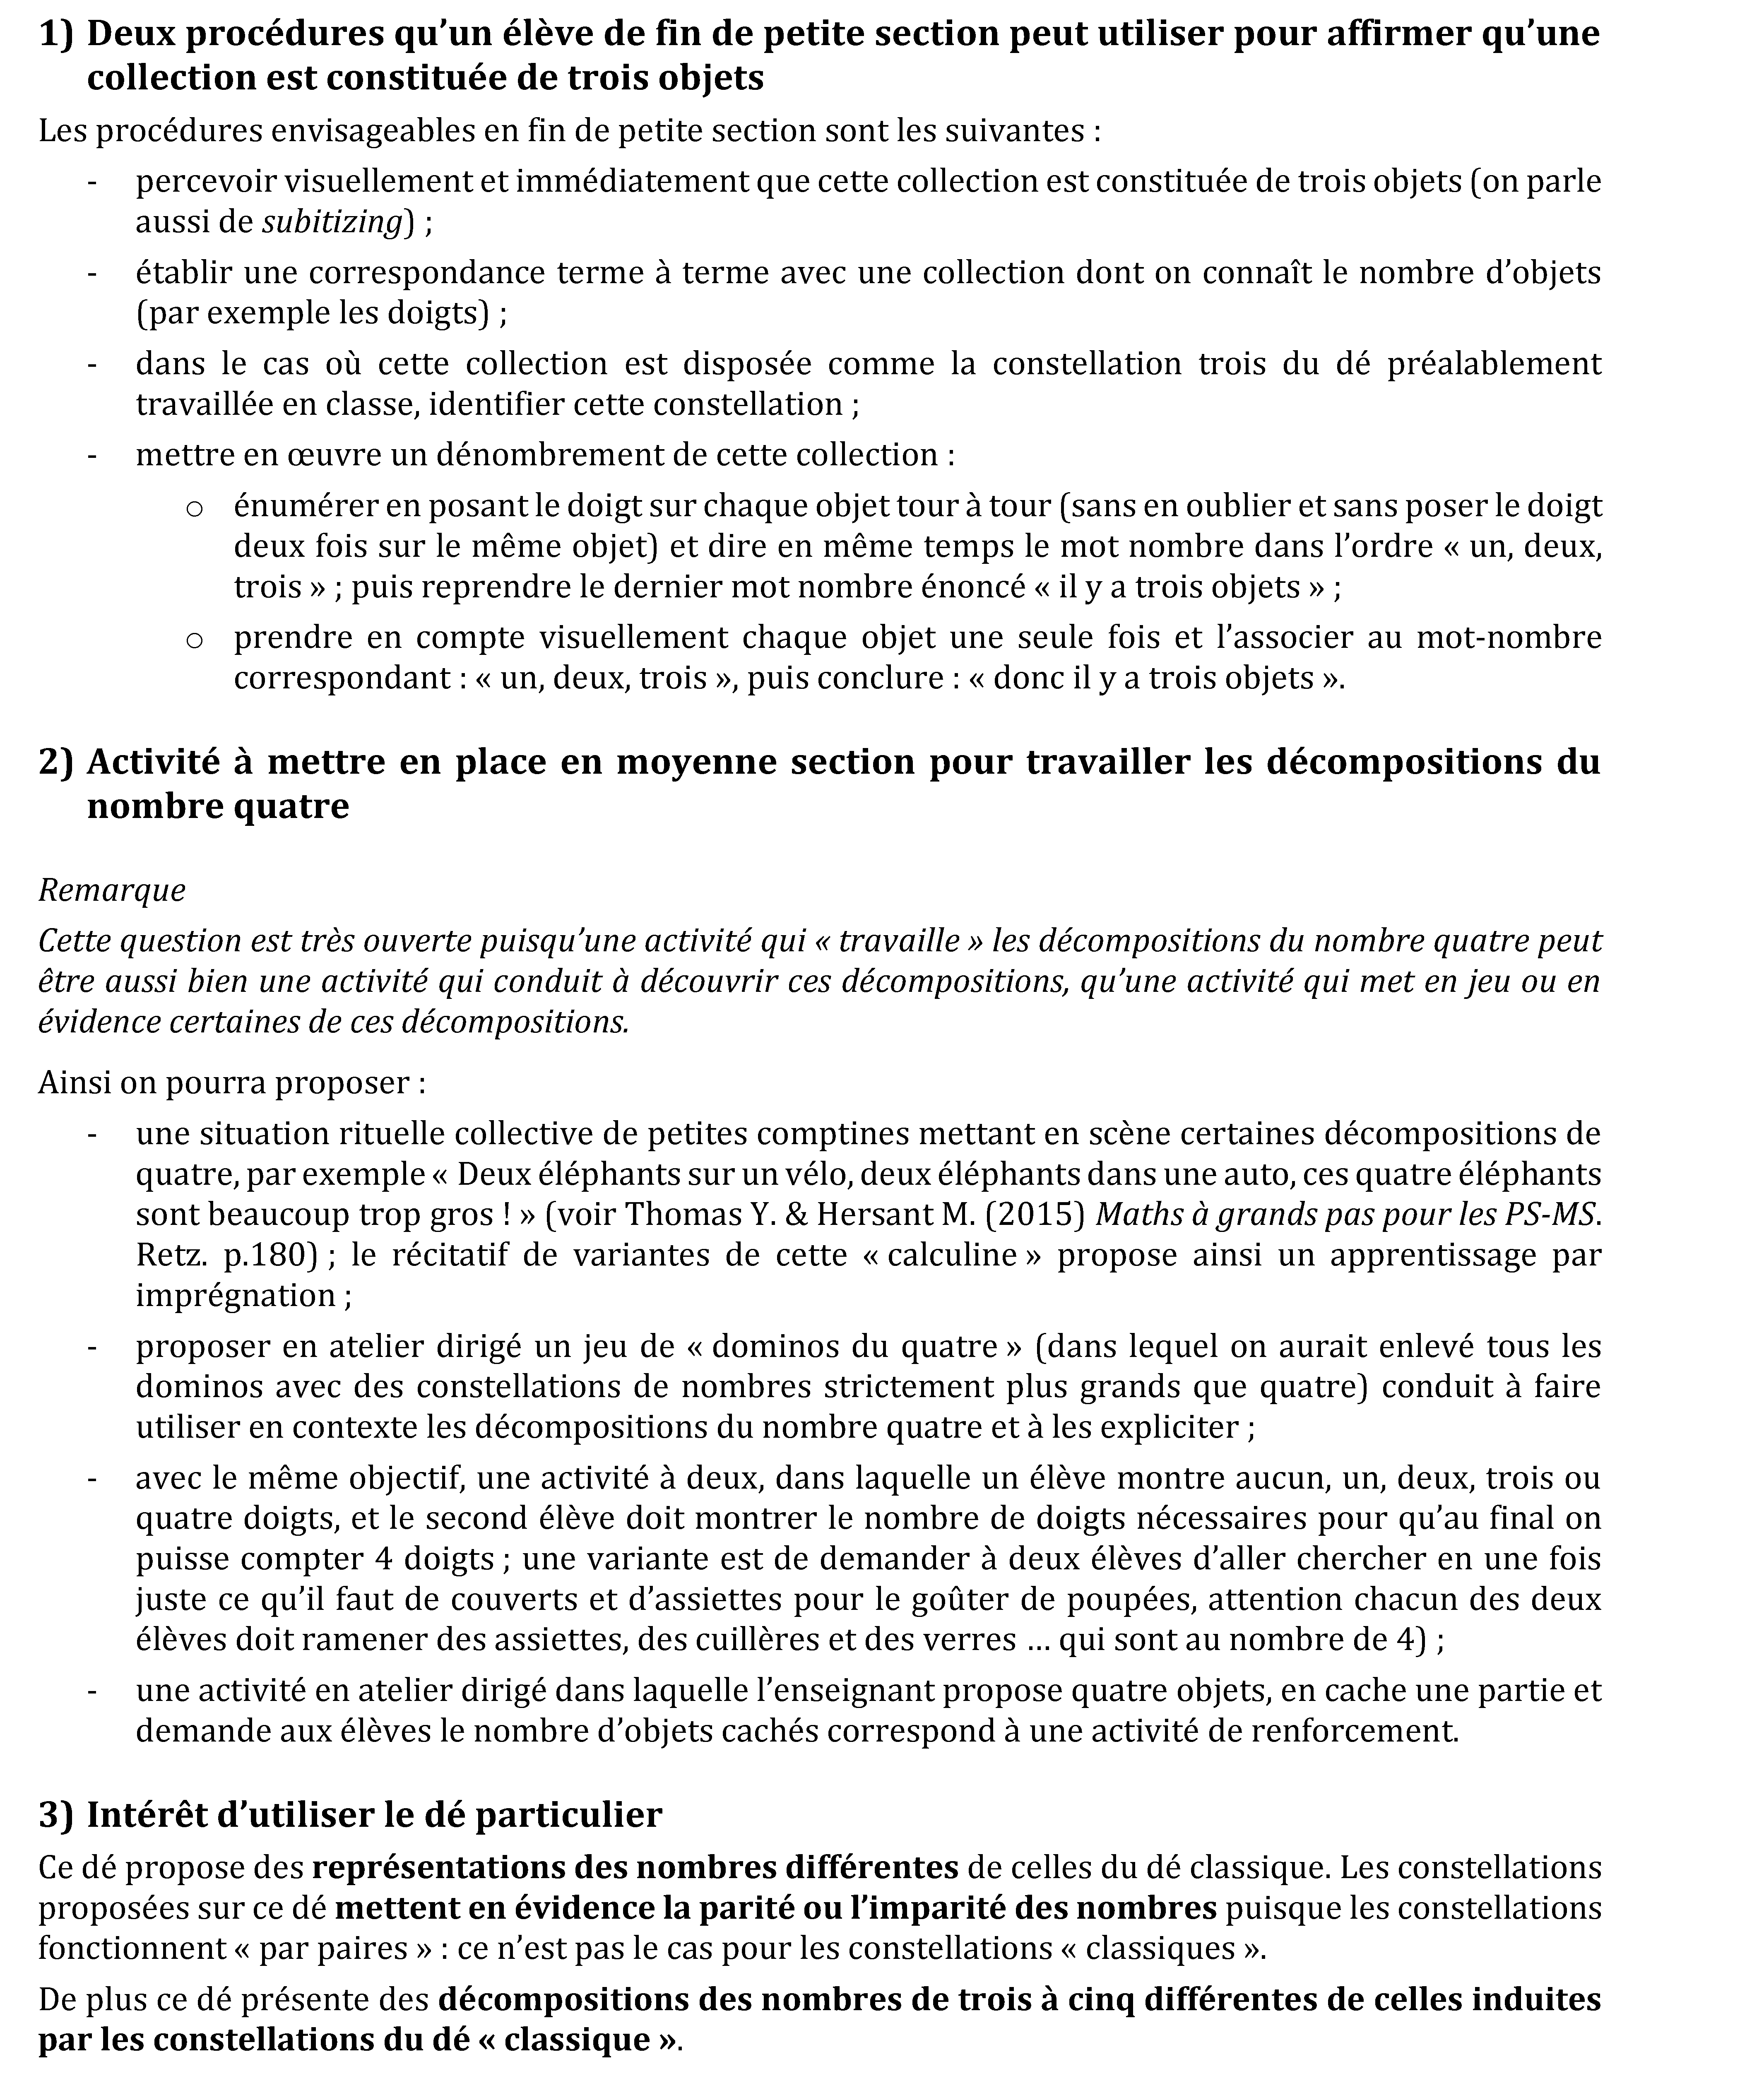 1) Deux procédures qu’un élève de fin de petite section peut utiliser pour affirmer qu’une
collection est constituée de trois objets
Les procédures envisageables en fin de petite section sont les suivantes :
- percevoir visuellement et immédiatement que cette collection est constituée de trois objets (on parle
aussi de subitizing) ;
- établir une correspondance terme à terme avec une collection dont on connaît le nombre d’objets
(par exemple les doigts) ;
- dans le cas où cette collection est disposée comme la constellation trois du dé préalablement
travaillée en classe, identifier cette constellation ;
- mettre en œuvre un dénombrement de cette collection :
o énumérer en posant le doigt sur chaque objet tour à tour (sans en oublier et sans poser le doigt
deux fois sur le même objet) et dire en même temps le mot nombre dans l’ordre « un, deux,
trois » ; puis reprendre le dernier mot nombre énoncé « il y a trois objets » ;
o prendre en compte visuellement chaque objet une seule fois et l’associer au mot-nombre
correspondant : « un, deux, trois », puis conclure : « donc il y a trois objets ».
2) Activité à mettre en place en moyenne section pour travailler les décompositions du
nombre quatre
Remarque
Cette question est très ouverte puisqu’une activité qui « travaille » les décompositions du nombre quatre peut
être aussi bien une activité qui conduit à découvrir ces décompositions, qu’une activité qui met en jeu ou en
évidence certaines de ces décompositions.
Ainsi on pourra proposer :
- une situation rituelle collective de petites comptines mettant en scène certaines décompositions de
quatre, par exemple « Deux éléphants sur un vélo, deux éléphants dans une auto, ces quatre éléphants
sont beaucoup trop gros ! » (voir Thomas Y. & Hersant M. (2015) Maths à grands pas pour les PS-MS.
Retz. p.180) ; le récitatif de variantes de cette « calculine » propose ainsi un apprentissage par
imprégnation ;
- proposer en atelier dirigé un jeu de « dominos du quatre » (dans lequel on aurait enlevé tous les
dominos avec des constellations de nombres strictement plus grands que quatre) conduit à faire
utiliser en contexte les décompositions du nombre quatre et à les expliciter ;
- avec le même objectif, une activité à deux, dans laquelle un élève montre aucun, un, deux, trois ou
quatre doigts, et le second élève doit montrer le nombre de doigts nécessaires pour qu’au final on
puisse compter 4 doigts ; une variante est de demander à deux élèves d’aller chercher en une fois
juste ce qu’il faut de couverts et d’assiettes pour le goûter de poupées, attention chacun des deux
élèves doit ramener des assiettes, des cuillères et des verres … qui sont au nombre de 4) ;
- une activité en atelier dirigé dans laquelle l’enseignant propose quatre objets, en cache une partie et
demande aux élèves le nombre d’objets cachés correspond à une activité de renforcement.
3) Intérêt d’utiliser le dé particulier
Ce dé propose des représentations des nombres différentes de celles du dé classique. Les constellations
proposées sur ce dé mettent en évidence la parité ou l’imparité des nombres puisque les constellations
fonctionnent « par paires » : ce n’est pas le cas pour les constellations « classiques ».
De plus ce dé présente des décompositions des nombres de trois à cinq différentes de celles induites
par les constellations du dé « classique ».